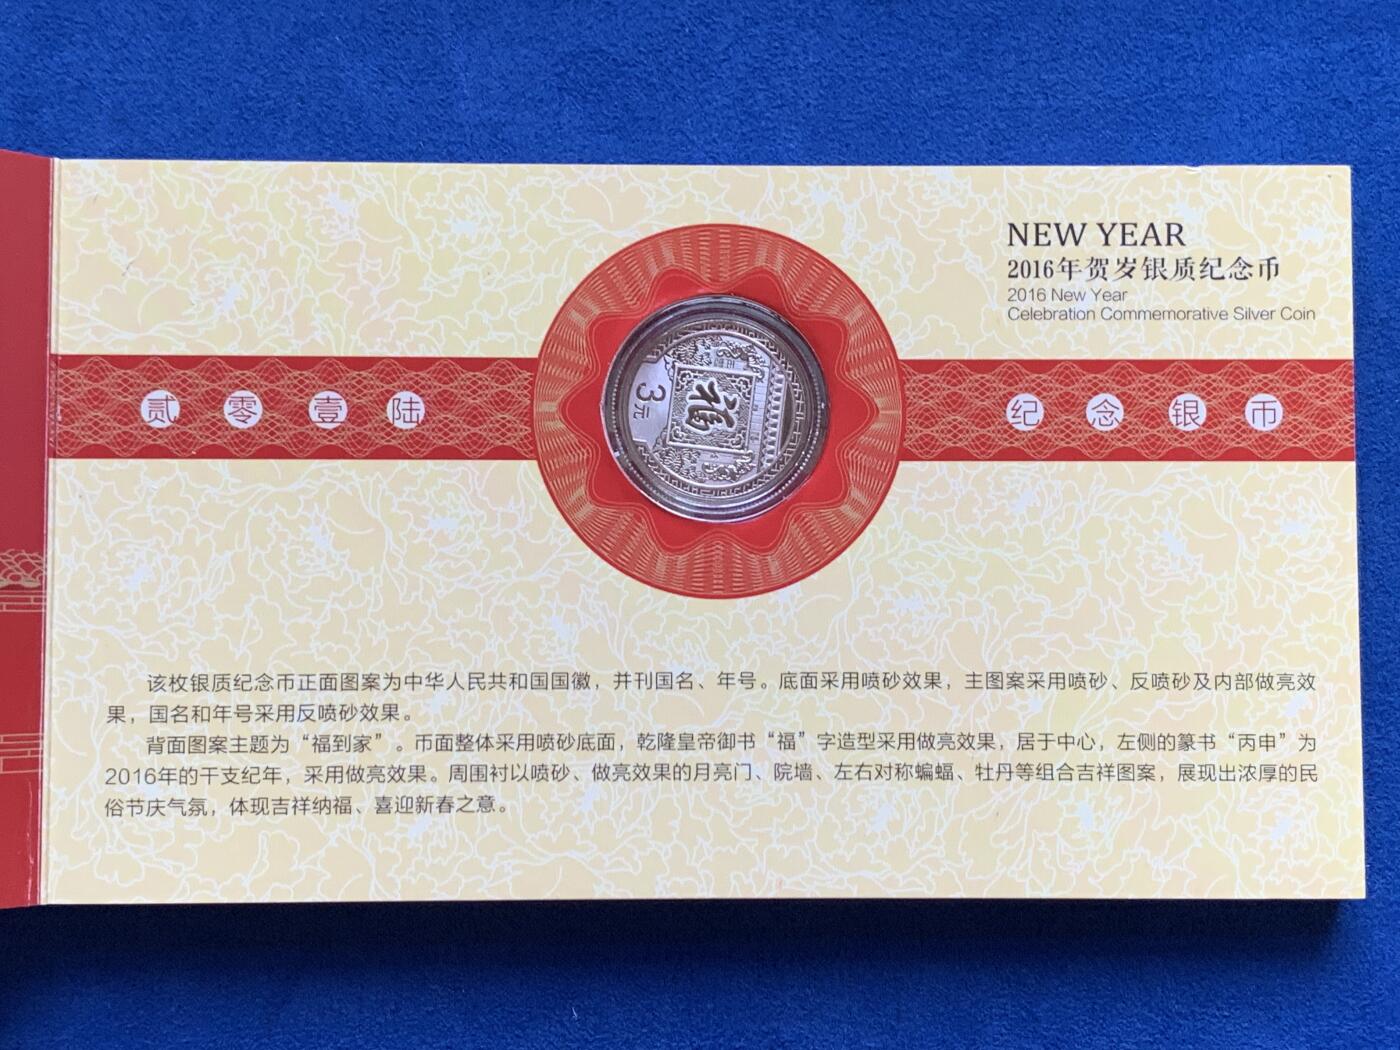 NEW YEAR
2016年贺岁银质纪念币
2016 New Year
Celebration Commemorative Silver Coin
贰零壹陆
纪念银币
3元
福
该枚银质纪念币正面图案为中华人民共和国国徽，并刊国名、年号。底面采用喷砂效果，主图案采用喷砂、反喷砂及内部做亮效
果，国名和年号采用反喷砂效果。
背面图案主题为“福到家”。币面整体采用喷砂底面，乾隆皇帝御书“福”字造型采用做亮效果，居于中心，左侧的篆书“丙申”为
2016年的干支纪年，采用做亮效果。周围衬以喷砂、做亮效果的月亮门、院墙、左右对称蝙蝠、牡丹等组合吉祥图案，展现出浓厚的民
俗节庆气氛，体现吉祥纳福、喜迎新春之意。